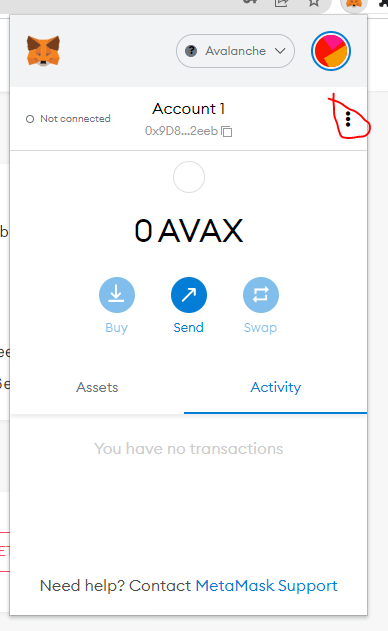 Avalanche
Not connected
Account 1
0x9D8...2eeb
0 AVAX
Buy
Send
Swap
Assets
Activity
You have no transactions
Need help? Contact MetaMask Support